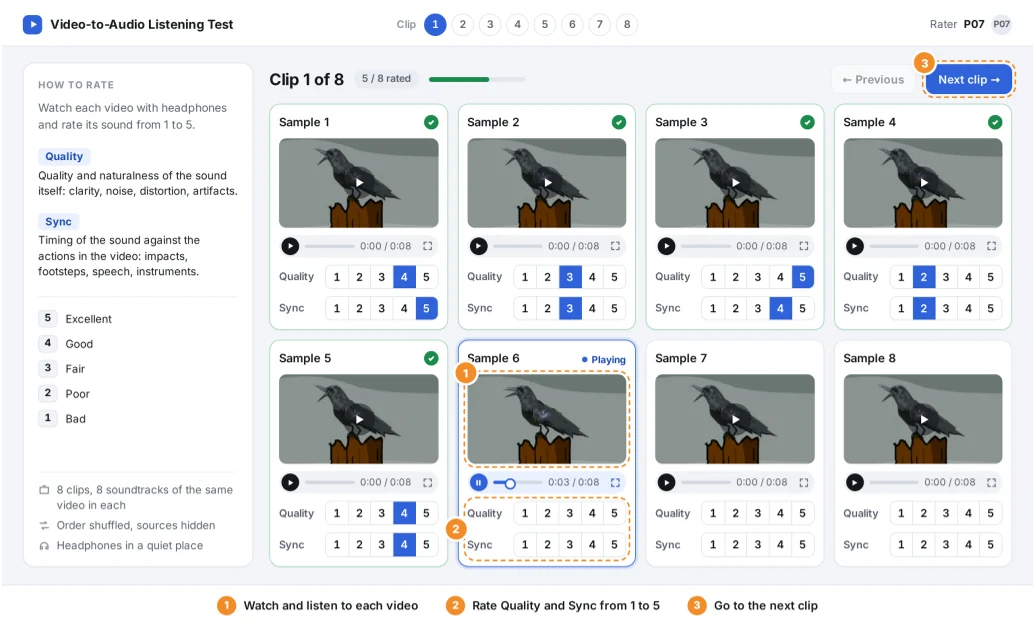 Video-to-Audio Listening Test
Clip 1 2 3 4 5 6 7 8
Rater P07 P07
HOW TO RATE
Watch each video with headphones
and rate its sound from 1 to 5.
Quality
Quality and naturalness of the sound
itself: clarity, noise, distortion, artifacts.
Sync
Timing of the sound against the
actions in the video: impacts,
footsteps, speech, instruments.
5 Excellent
4 Good
3 Fair
2 Poor
1 Bad
8 clips, 8 soundtracks of the same
video in each
Order shuffled, sources hidden
Headphones in a quiet place
Clip 1 of 8 5 / 8 rated
← Previous
3
Next clip →
Sample 1
0:00 / 0:08
Quality 1 2 3 4 5
Sync 1 2 3 4 5
Sample 2
0:00 / 0:08
Quality 1 2 3 4 5
Sync 1 2 3 4 5
Sample 3
0:00 / 0:08
Quality 1 2 3 4 5
Sync 1 2 3 4 5
Sample 4
0:00 / 0:08
Quality 1 2 3 4 5
Sync 1 2 3 4 5
Sample 5
0:00 / 0:08
Quality 1 2 3 4 5
Sync 1 2 3 4 5
Sample 6 Playing
1
0:03 / 0:08
2
Quality 1 2 3 4 5
Sync 1 2 3 4 5
Sample 7
0:00 / 0:08
Quality 1 2 3 4 5
Sync 1 2 3 4 5
Sample 8
0:00 / 0:08
Quality 1 2 3 4 5
Sync 1 2 3 4 5
1 Watch and listen to each video
2 Rate Quality and Sync from 1 to 5
3 Go to the next clip